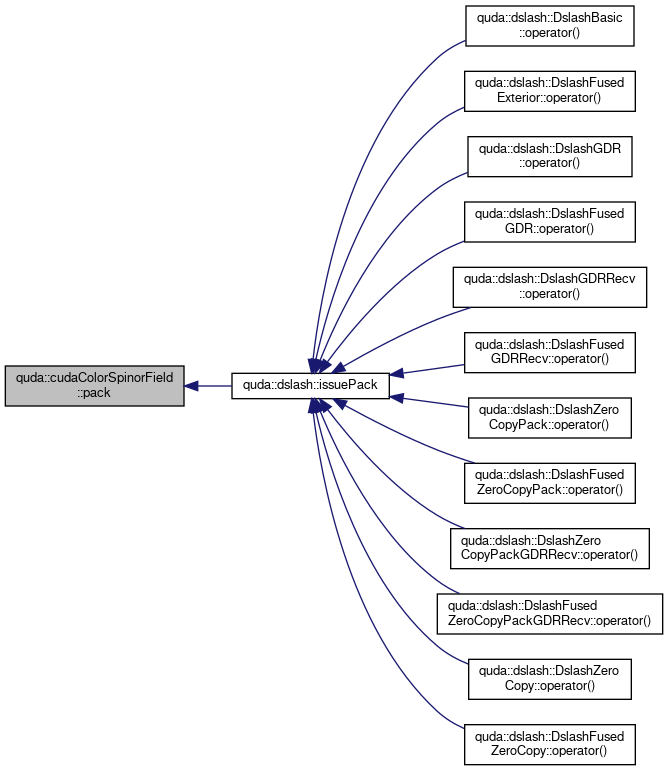 quda::cudaColorSpinorField
::pack
quda::dslash::issuePack
quda::dslash::DslashBasic
::operator()
quda::dslash::DslashFused
Exterior::operator()
quda::dslash::DslashGDR
::operator()
quda::dslash::DslashFused
GDR::operator()
quda::dslash::DslashGDRRecv
::operator()
quda::dslash::DslashFused
GDRRecv::operator()
quda::dslash::DslashZero
CopyPack::operator()
quda::dslash::DslashFused
ZeroCopyPack::operator()
quda::dslash::DslashZero
CopyPackGDRRecv::operator()
quda::dslash::DslashFused
ZeroCopyPackGDRRecv::operator()
quda::dslash::DslashZero
Copy::operator()
quda::dslash::DslashFused
ZeroCopy::operator()